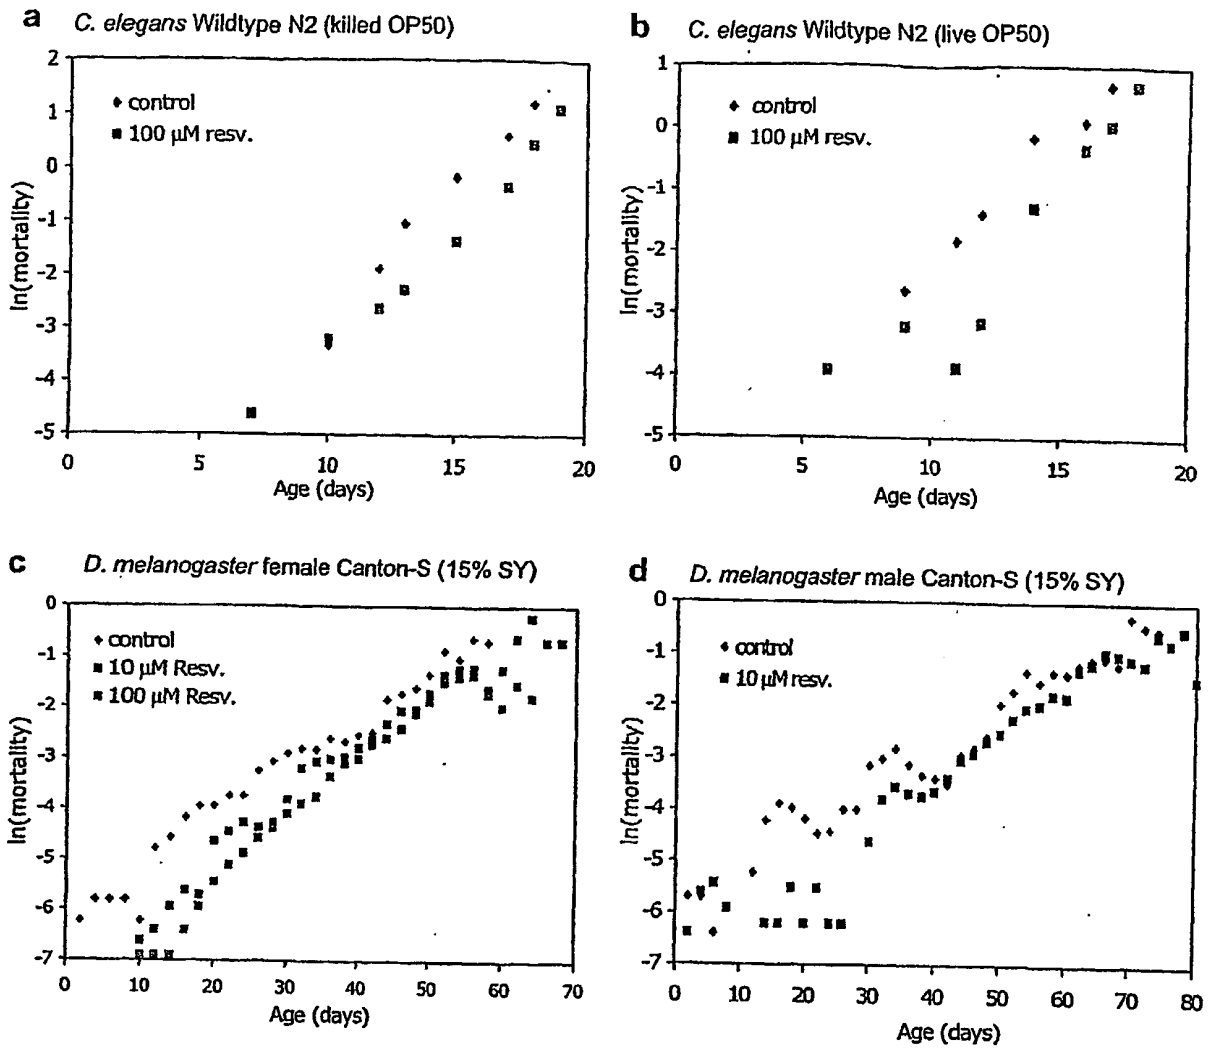 a C. elegans Wildtype N2 (killed OP50)
2
1
0
-1
-2
-3
-4
-5
ln(mortality)
control
100 µM resv.
0 5 10 15 20
Age (days)
b C. elegans Wildtype N2 (live OP50)
1
0
-1
-2
-3
-4
-5
ln(mortality)
control
100 µM resv.
0 5 10 15 20
Age (days)
c D. melanogaster female Canton-S (15% SY)
0
-1
-2
-3
-4
-5
-6
-7
ln(mortality)
control
10 µM Resv.
100 µM Resv.
0 10 20 30 40 50 60 70
Age (days)
d D. melanogaster male Canton-S (15% SY)
0
-1
-2
-3
-4
-5
-6
-7
ln(mortality)
control
10 µM resv.
0 10 20 30 40 50 60 70 80
Age (days)